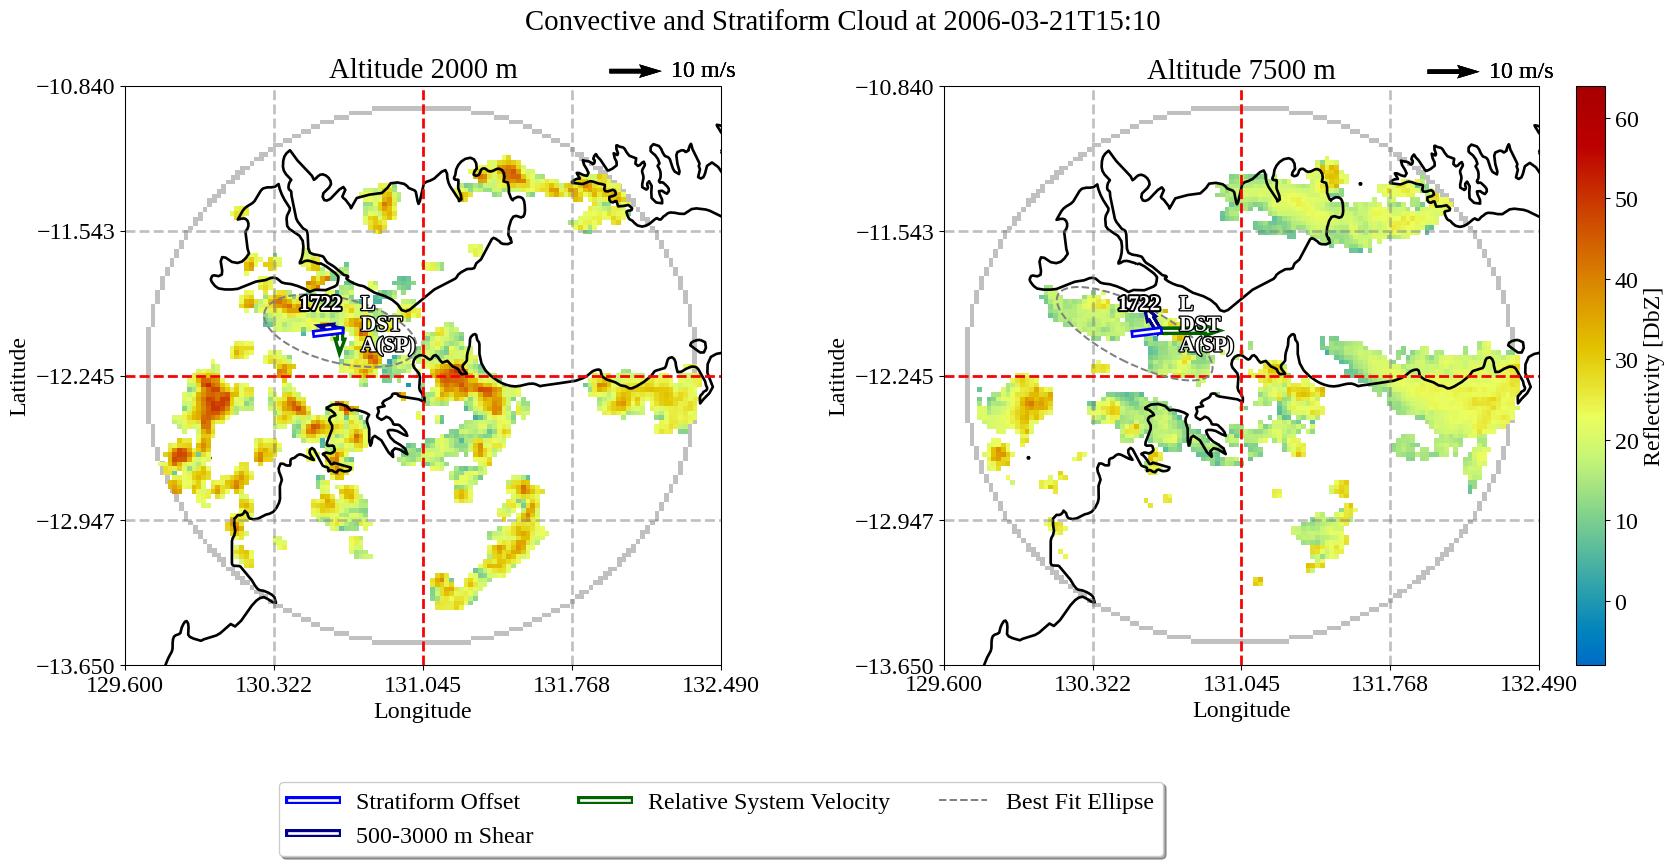 Convective and Stratiform Cloud at 2006-03-21T15:10
Altitude 2000 m
10 m/s
Altitude 7500 m
10 m/s
−10.840
−11.543
−12.245
−12.947
−13.650
129.600
130.322
131.045
131.768
132.490
Longitude
Latitude
1722
L
DST
A(SP)
−10.840
−11.543
−12.245
−12.947
−13.650
129.600
130.322
131.045
131.768
132.490
Longitude
Latitude
1722
L
DST
A(SP)
60
50
40
30
20
10
0
Reflectivity [DbZ]
Stratiform Offset
Relative System Velocity
Best Fit Ellipse
500-3000 m Shear